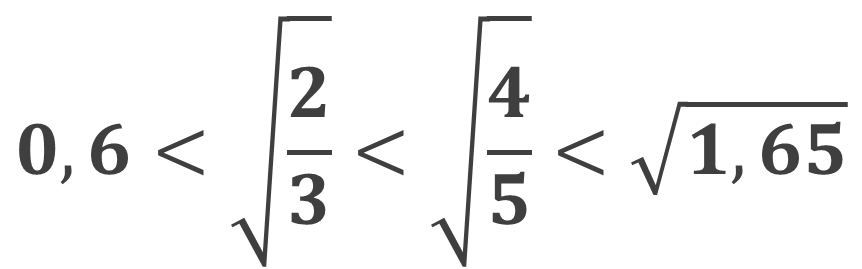 0,6 < √(2/3) < √(4/5) < √1,65